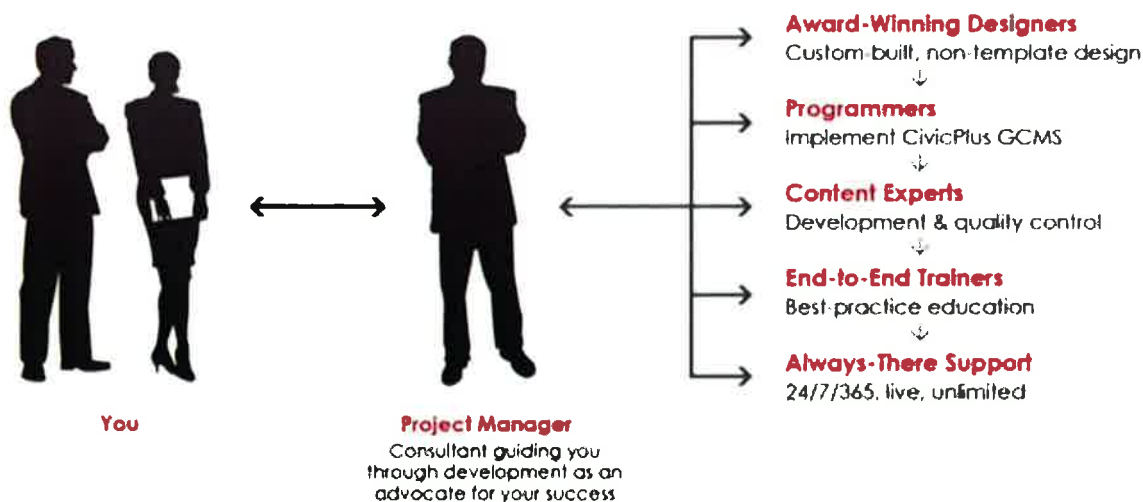 Award-Winning Designers
Custom-built, non-template design
Programmers
Implement CivicPlus GCMS
Content Experts
Development & quality control
End-to-End Trainers
Best-practice education
Always-There Support
24/7/365, live, unlimited
You
Project Manager
Consultant guiding you
through development as an
advocate for your success